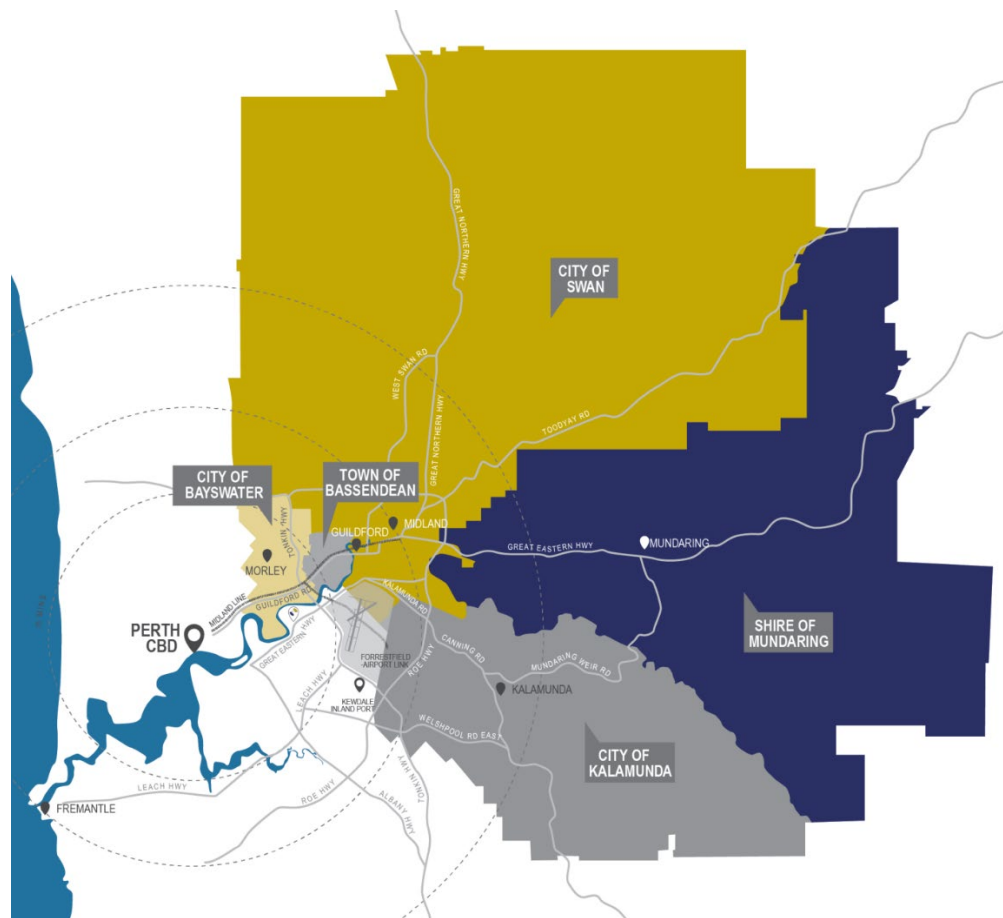 GREAT NORTHERN HWY
CITY OF
SWAN
WEST SWAN RD
GREAT NORTHERN HWY
TOODYAY RD
CITY OF
BAYSWATER
TOWN OF
BASSENDEAN
TONKIN HWY
GUILDFORD
MIDLAND
GREAT EASTERN HWY
MUNDARING
MORLEY
MIDLAND LINE
GUILDFORD RD
KALAMUNDA RD
SHIRE OF
MUNDARING
PERTH
CBD
GREAT EASTERN HWY
FORRESTFIELD
-AIRPORT LINK
ROE HWY
CANNING RD
MUNDARING WEIR RD
KALAMUNDA
LEACH HWY
KEWDALE
INLAND PORT
WELSHPOOL RD EAST
CITY OF
KALAMUNDA
TONKIN HWY
LEACH HWY
ROE HWY
ALBANY HWY
FREMANTLE